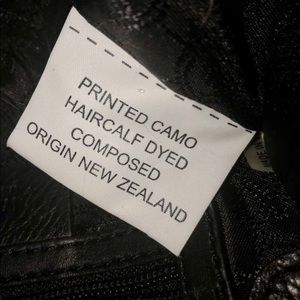 PRINTED CAMO
HAIRCALF DYED
COMPOSED
ORIGIN NEW ZEALAND